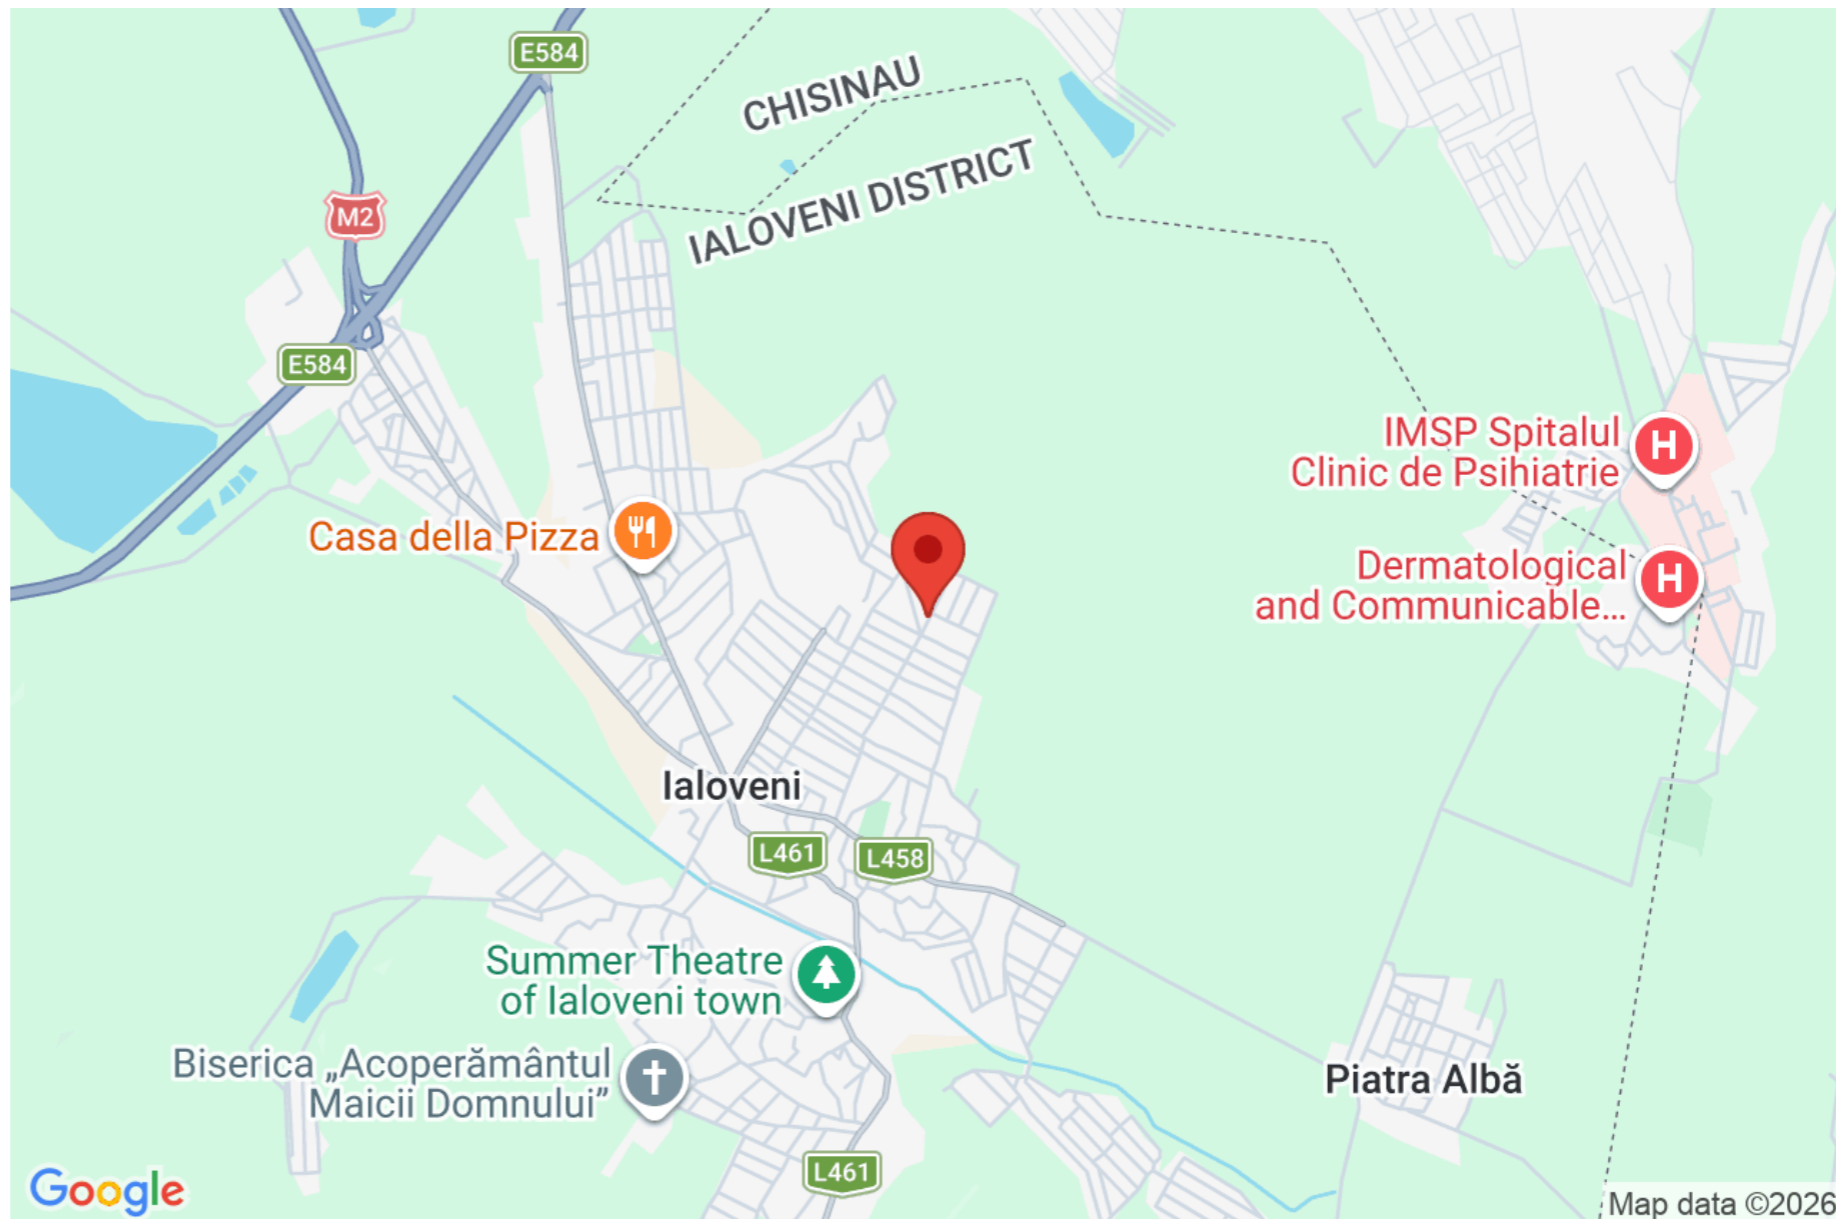 E584
CHISINAU
IALOVENI DISTRICT
M2
E584
IMSP Spitalul
Clinic de Psihiatrie
H
Casa della Pizza
Dermatological
and Communicable...
H
Ialoveni
L461
L458
Summer Theatre
of Ialoveni town
Biserica „Acoperământul
Maicii Domnului”
Piatra Albă
L461
Google
Map data ©2026